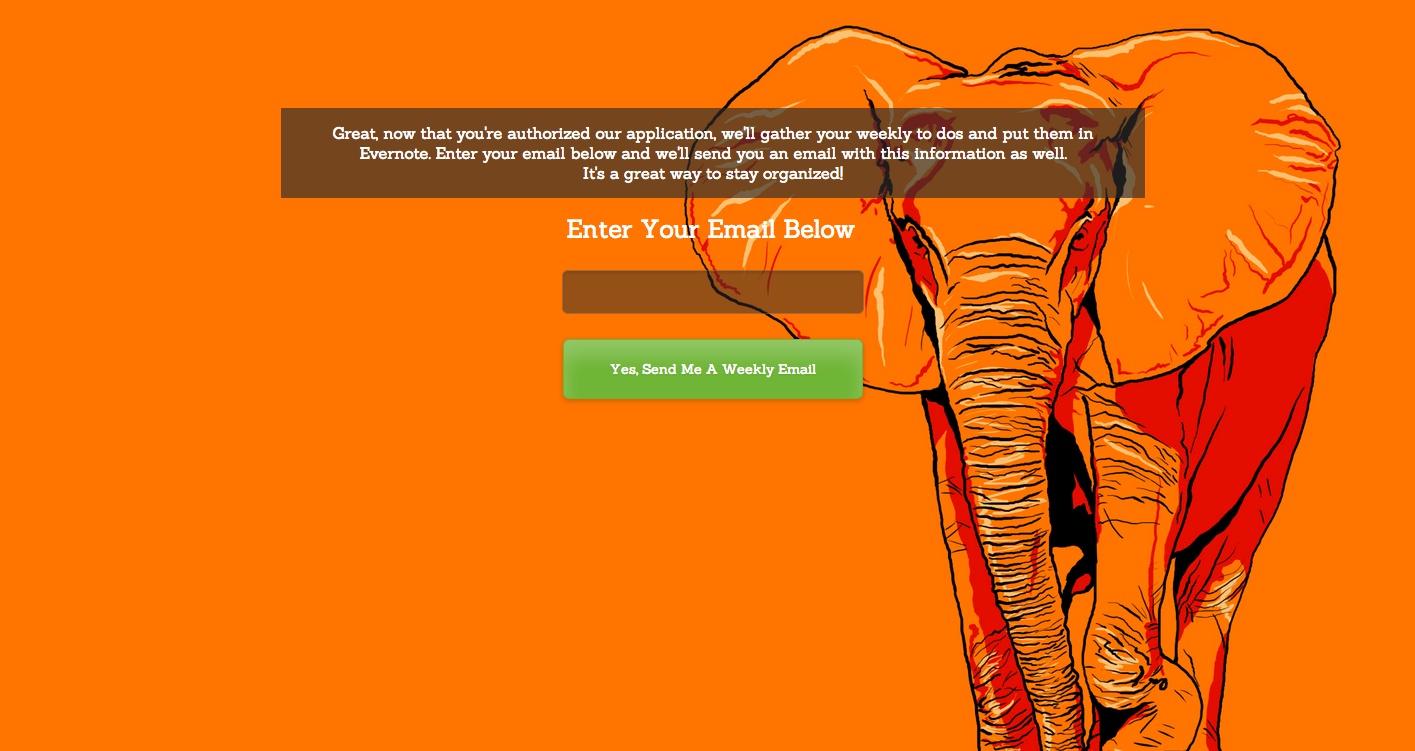 Great, now that you're authorized our application, we'll gather your weekly to dos and put them in
Evernote. Enter your email below and we'll send you an email with this information as well.
It's a great way to stay organized!
Enter Your Email Below
Yes, Send Me A Weekly Email